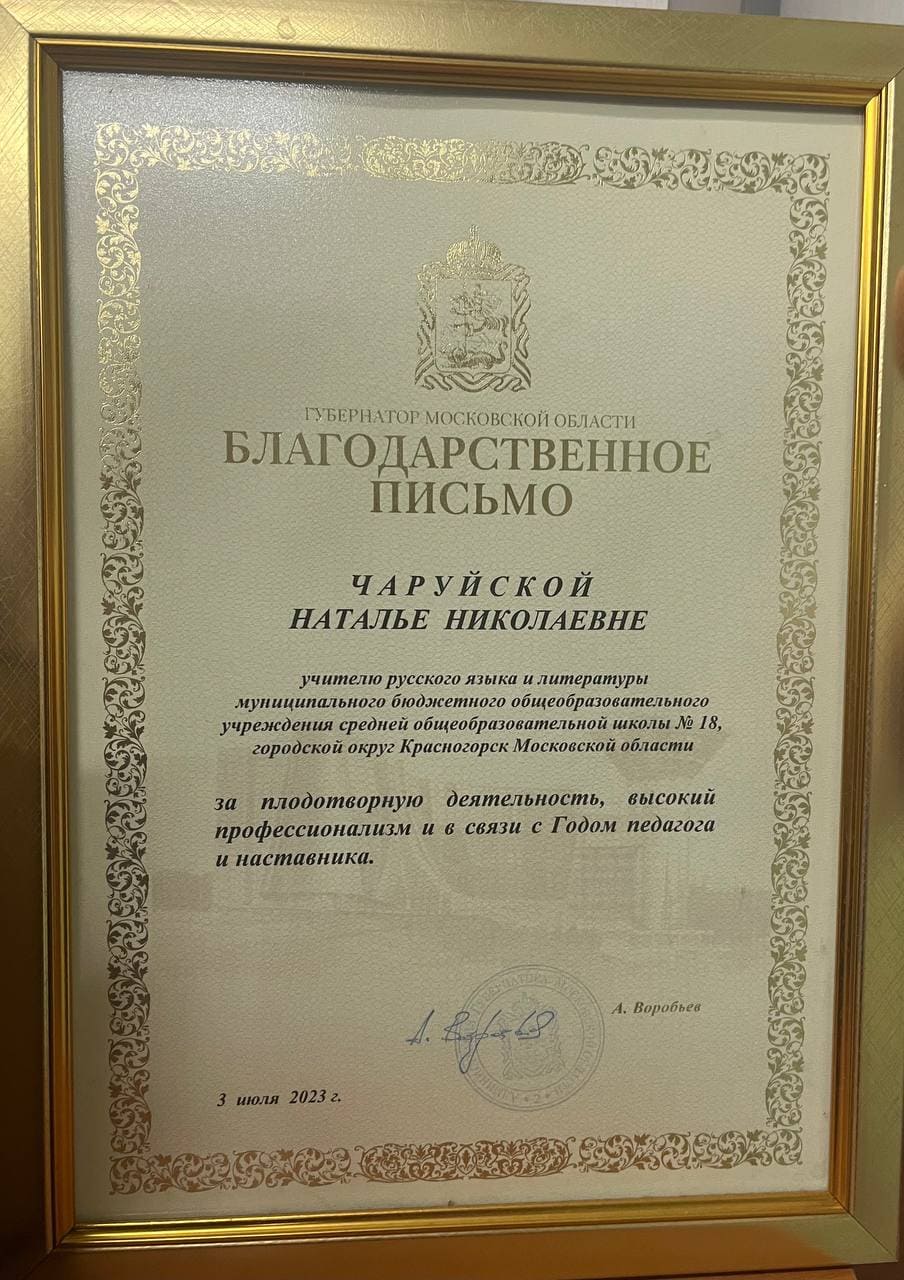 ГУБЕРНАТОР МОСКОВСКОЙ ОБЛАСТИ
БЛАГОДАРСТВЕННОЕ
ПИСЬМО
ЧАРУЙСКОЙ
НАТАЛЬЕ НИКОЛАЕВНЕ
учителю русского языка и литературы
муниципального бюджетного общеобразовательного
учреждения средней общеобразовательной школы № 18,
городской округ Красногорск Московской области
за плодотворную деятельность, высокий
профессионализм и в связи с Годом педагога
и наставника.
А. Воробьев
3 июля 2023 г.